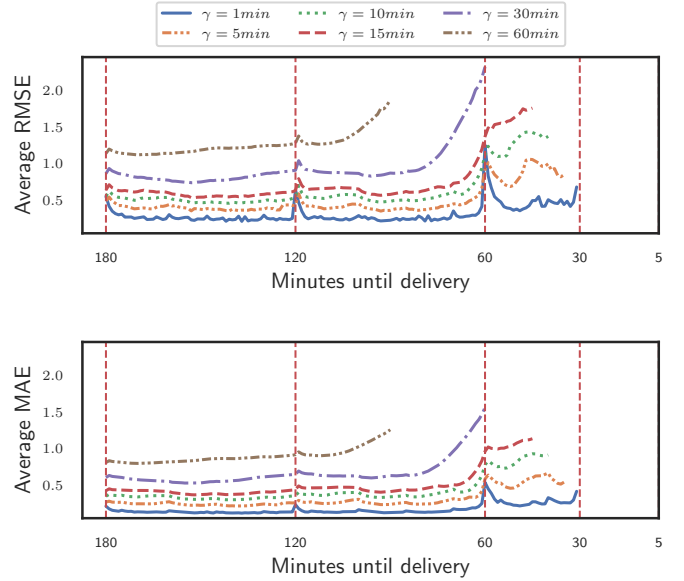 γ = 1min γ = 10min γ = 30min
γ = 5min γ = 15min γ = 60min
Average RMSE
2.0
1.5
1.0
0.5
180 120 60 30 5
Minutes until delivery
Average MAE
2.0
1.5
1.0
0.5
180 120 60 30 5
Minutes until delivery